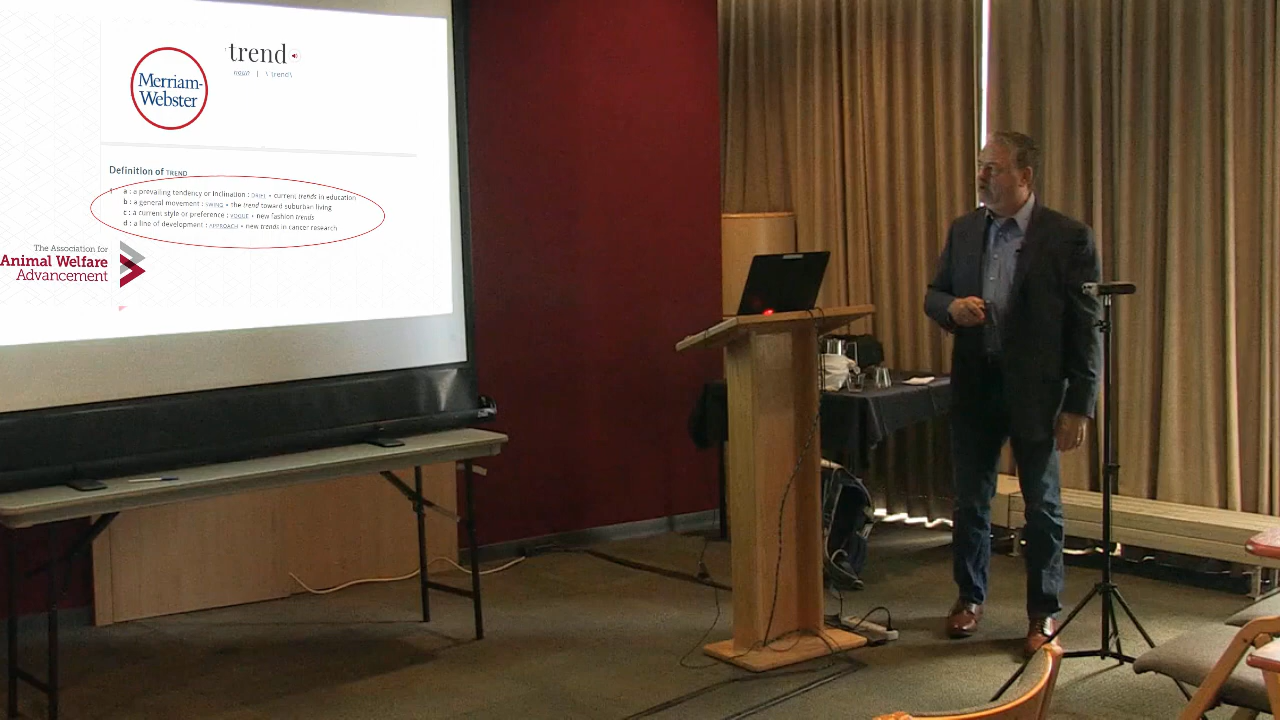 Merriam-
Webster
trend
noun | \ trend\
Definition of TREND
a : a prevailing tendency or inclination : DRIFT • current trends in education
b : a general movement : SWING • the trend toward suburban living
c : a current style or preference : VOGUE • new fashion trends
d : a line of development : APPROACH • new trends in cancer research
The Association for
Animal Welfare
Advancement